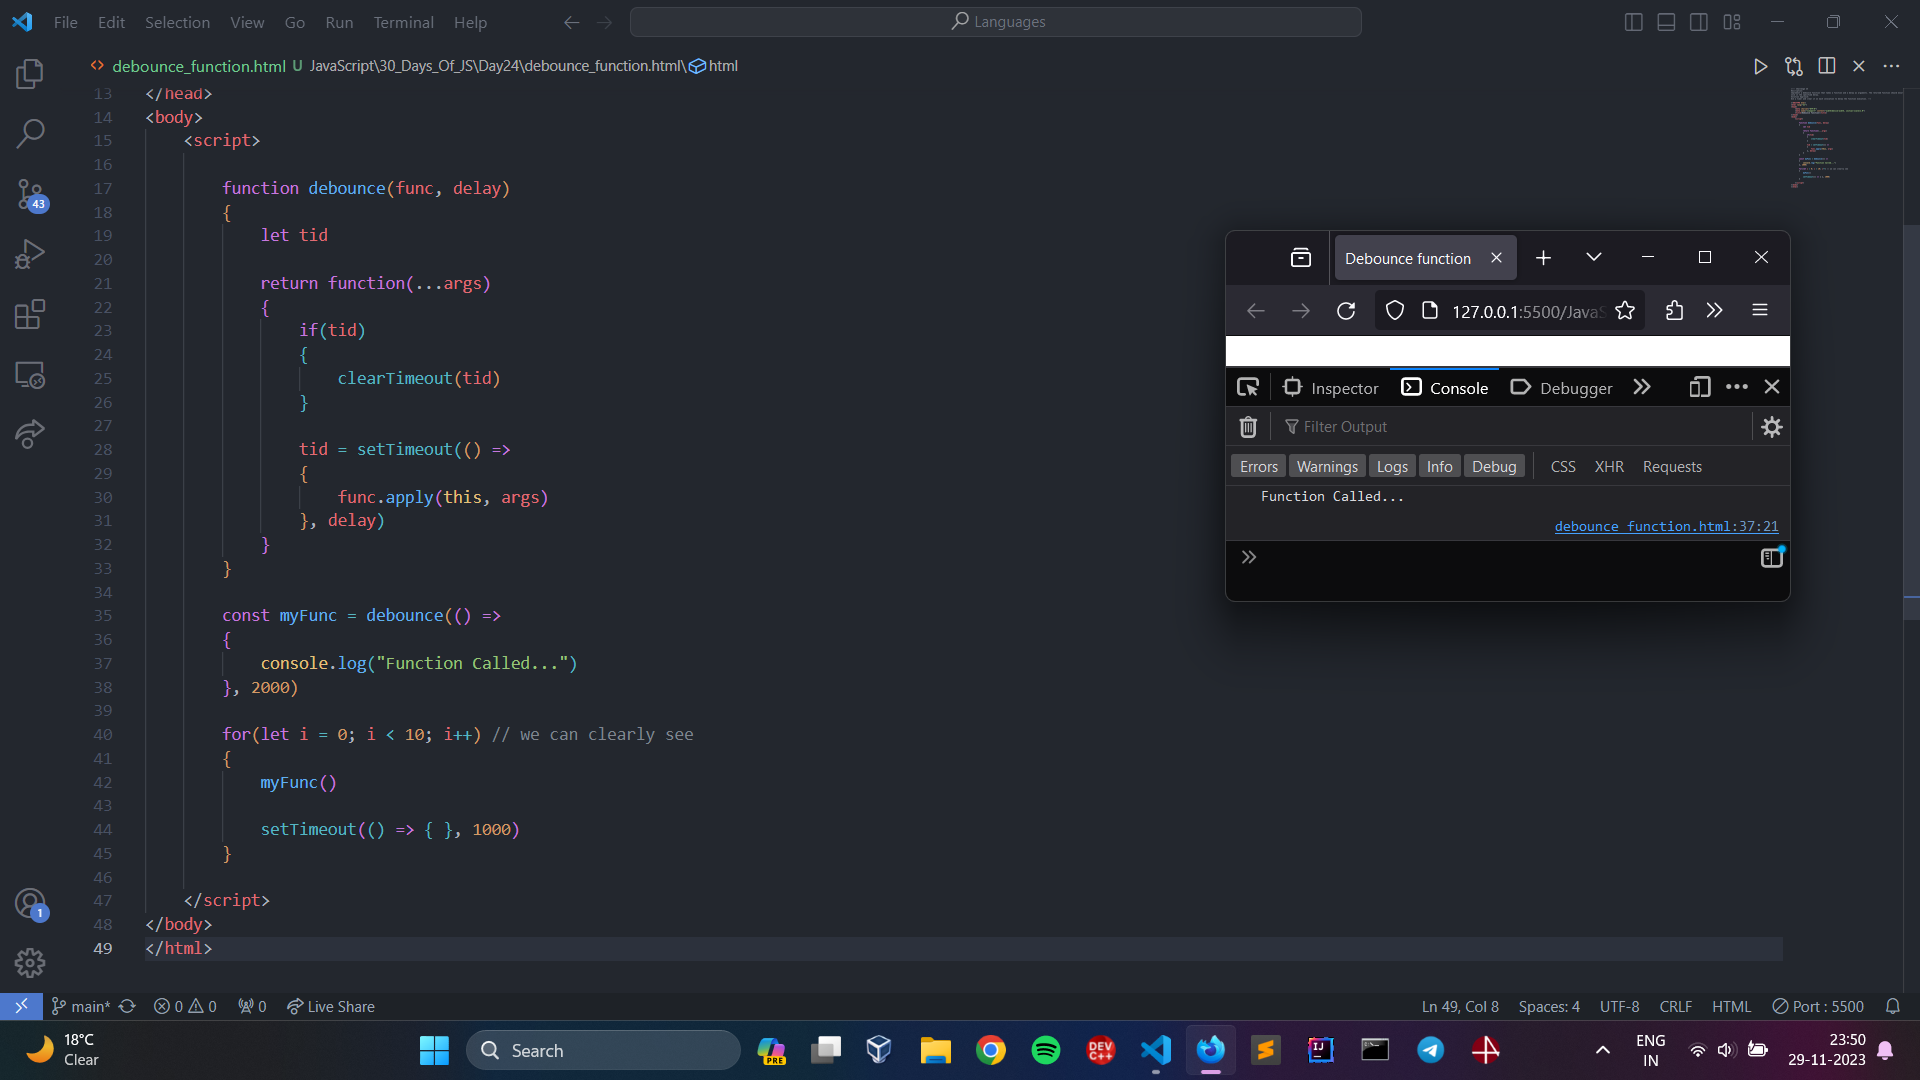 File Edit Selection View Go Run Terminal Help
Languages
debounce_function.html U JavaScript\30_Days_Of_JS\Day24\debounce_function.html\html
13 </head>
14 <body>
15 <script>
16
17 function debounce(func, delay)
18 {
19 let tid
20
21 return function(...args)
22 {
23 if(tid)
24 {
25 clearTimeout(tid)
26 }
27
28 tid = setTimeout(() =>
29 {
30 func.apply(this, args)
31 }, delay)
32 }
33 }
34
35 const myFunc = debounce(() =>
36 {
37 console.log("Function Called...")
38 }, 2000)
39
40 for(let i = 0; i < 10; i++) // we can clearly see
41 {
42 myFunc()
43
44 setTimeout(() => { }, 1000)
45 }
46
47 </script>
48 </body>
49 </html>
43
1
Debounce function
127.0.0.1:5500/JavaS
Inspector Console Debugger
Filter Output
Errors Warnings Logs Info Debug CSS XHR Requests
Function Called...
debounce_function.html:37:21
main* 0 0 0 Live Share
Ln 49, Col 8 Spaces: 4 UTF-8 CRLF HTML Port : 5500
18°C
Clear
Search
PRE
DEV
C++
IJ
ENG
IN
23:50
29-11-2023